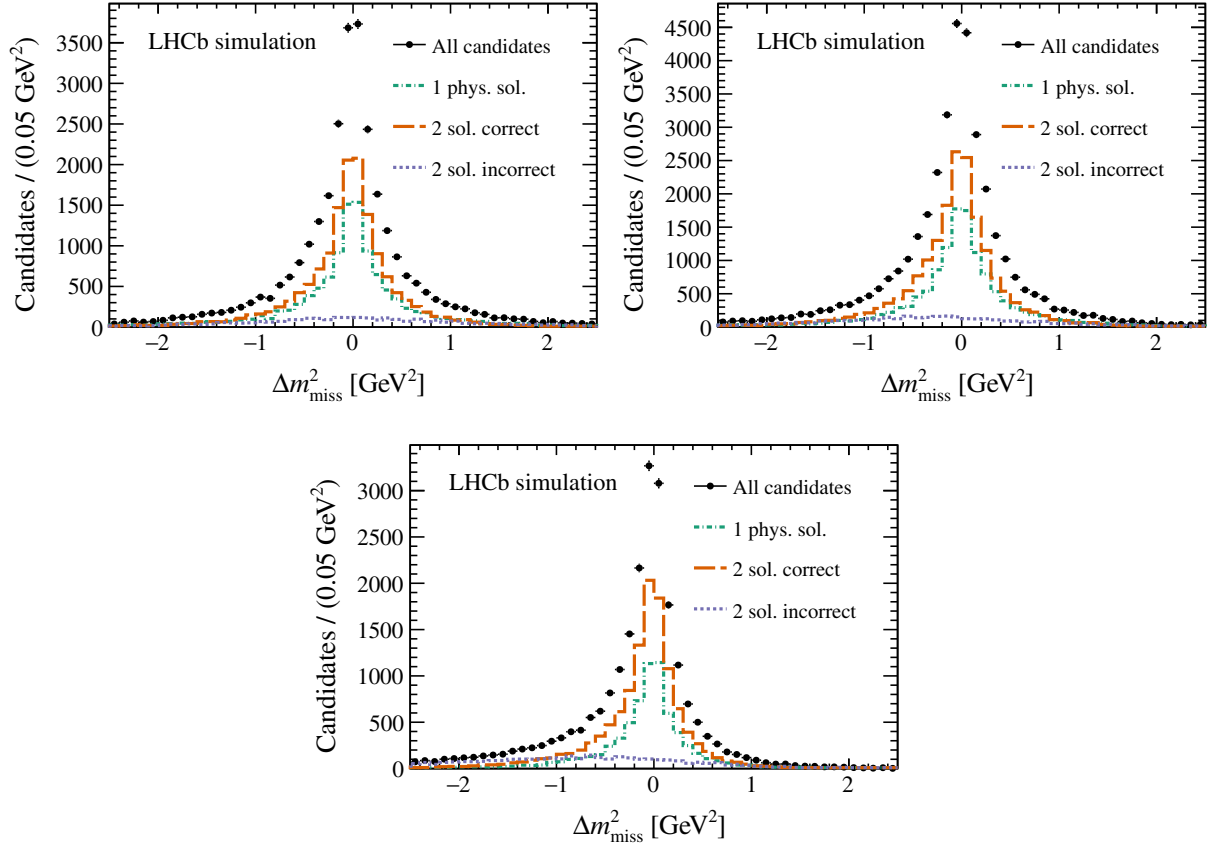 LHCb simulation
All candidates
1 phys. sol.
2 sol. correct
2 sol. incorrect
Candidates / (0.05 GeV²)
3500
3000
2500
2000
1500
1000
500
0
−2 −1 0 1 2
Δm²miss [GeV²]
LHCb simulation
All candidates
1 phys. sol.
2 sol. correct
2 sol. incorrect
Candidates / (0.05 GeV²)
4500
4000
3500
3000
2500
2000
1500
1000
500
0
−2 −1 0 1 2
Δm²miss [GeV²]
LHCb simulation
All candidates
1 phys. sol.
2 sol. correct
2 sol. incorrect
Candidates / (0.05 GeV²)
3000
2500
2000
1500
1000
500
0
−2 −1 0 1 2
Δm²miss [GeV²]